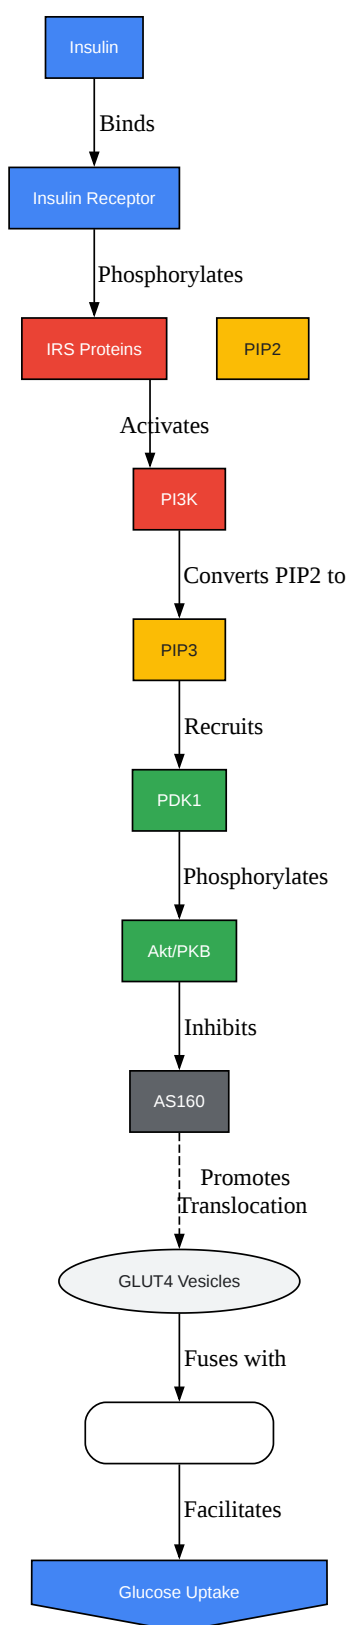 Insulin
Binds
Insulin Receptor
Phosphorylates
IRS Proteins
PIP2
Activates
PI3K
Converts PIP2 to
PIP3
Recruits
PDK1
Phosphorylates
Akt/PKB
Inhibits
AS160
Promotes
Translocation
GLUT4 Vesicles
Fuses with
Facilitates
Glucose Uptake